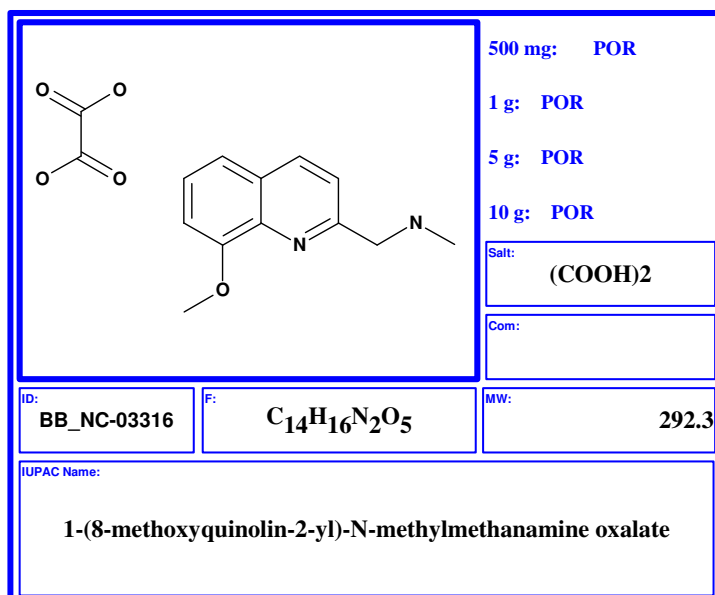 500 mg: POR
1 g: POR
5 g: POR
10 g: POR
O O
O O
N
N
O
Salt:
(COOH)2
Com:
ID:
BB_NC-03316
F:
C14H16N2O5
MW:
292.3
IUPAC Name:
1-(8-methoxyquinolin-2-yl)-N-methylmethanamine oxalate